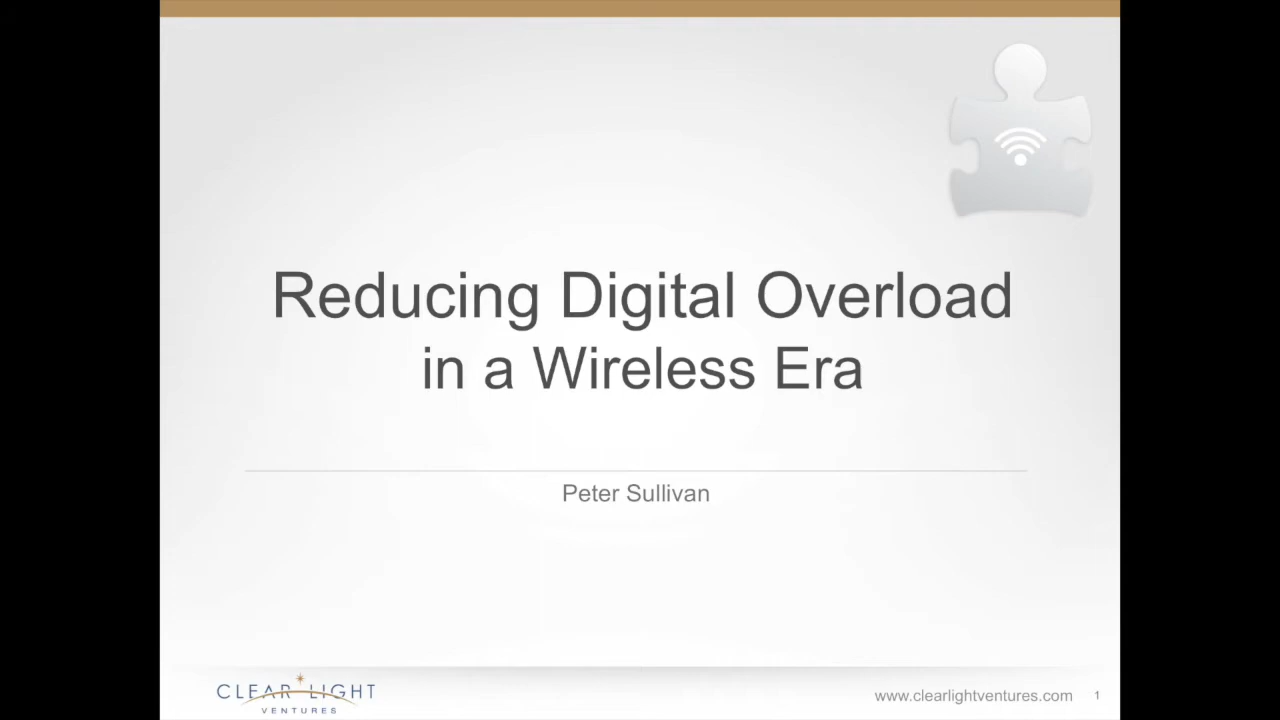 Reducing Digital Overload
in a Wireless Era
Peter Sullivan
CLEAR LIGHT
VENTURES
www.clearlightventures.com 1